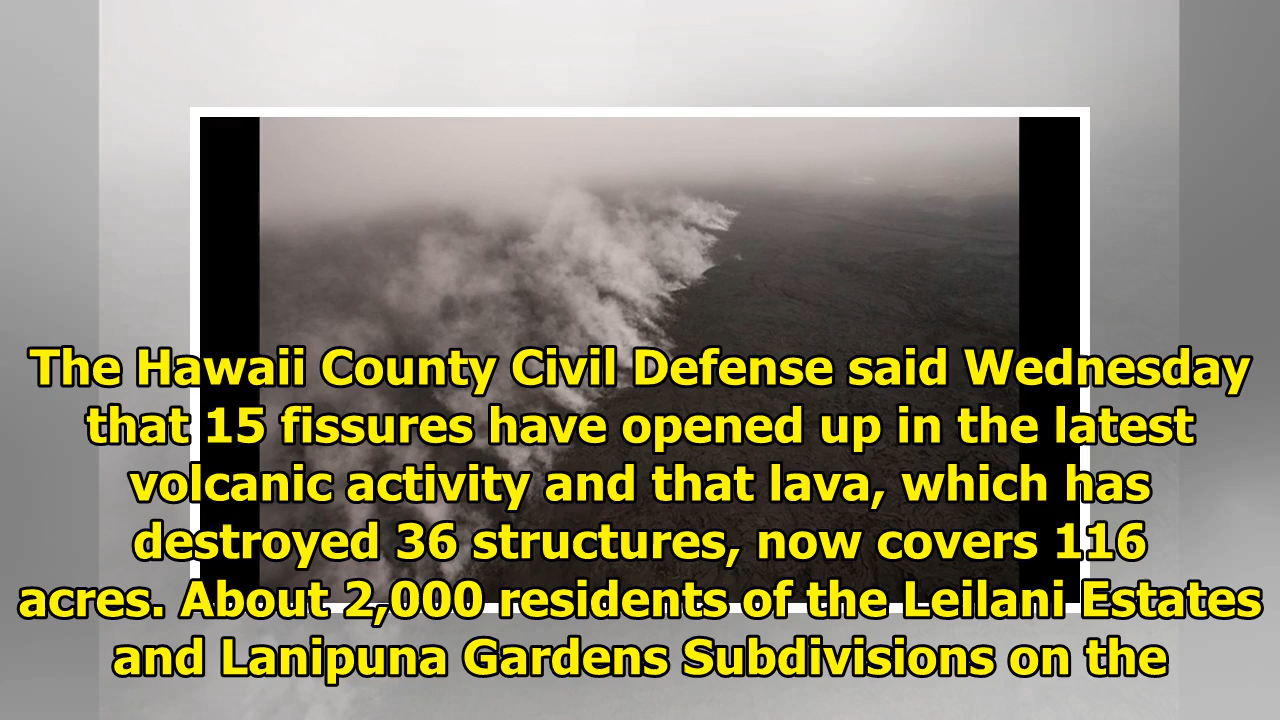 The Hawaii County Civil Defense said Wednesday
that 15 fissures have opened up in the latest
volcanic activity and that lava, which has
destroyed 36 structures, now covers 116
acres. About 2,000 residents of the Leilani Estates
and Lanipuna Gardens Subdivisions on the